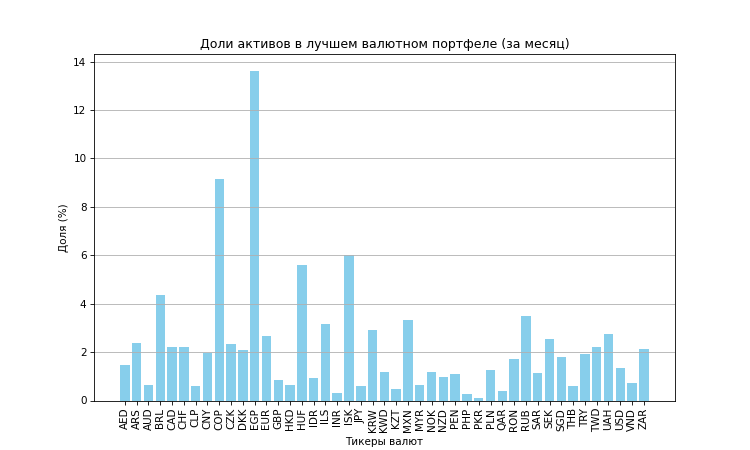 Доли активов в лучшем валютном портфеле (за месяц)
14
12
10
8
6
4
2
0
Доля (%)
AED ARS AUD BRL CAD CHF CLP CNY COP CZK DKK EGP EUR GBP HKD HUF IDR ILS INR ISK JPY KRW KWD KZT MXN MYR NOK NZD PEN PHP PKR PLN QAR RON RUB SAR SEK SGD THB TRY TWD UAH USD VND ZAR
Тикеры валют